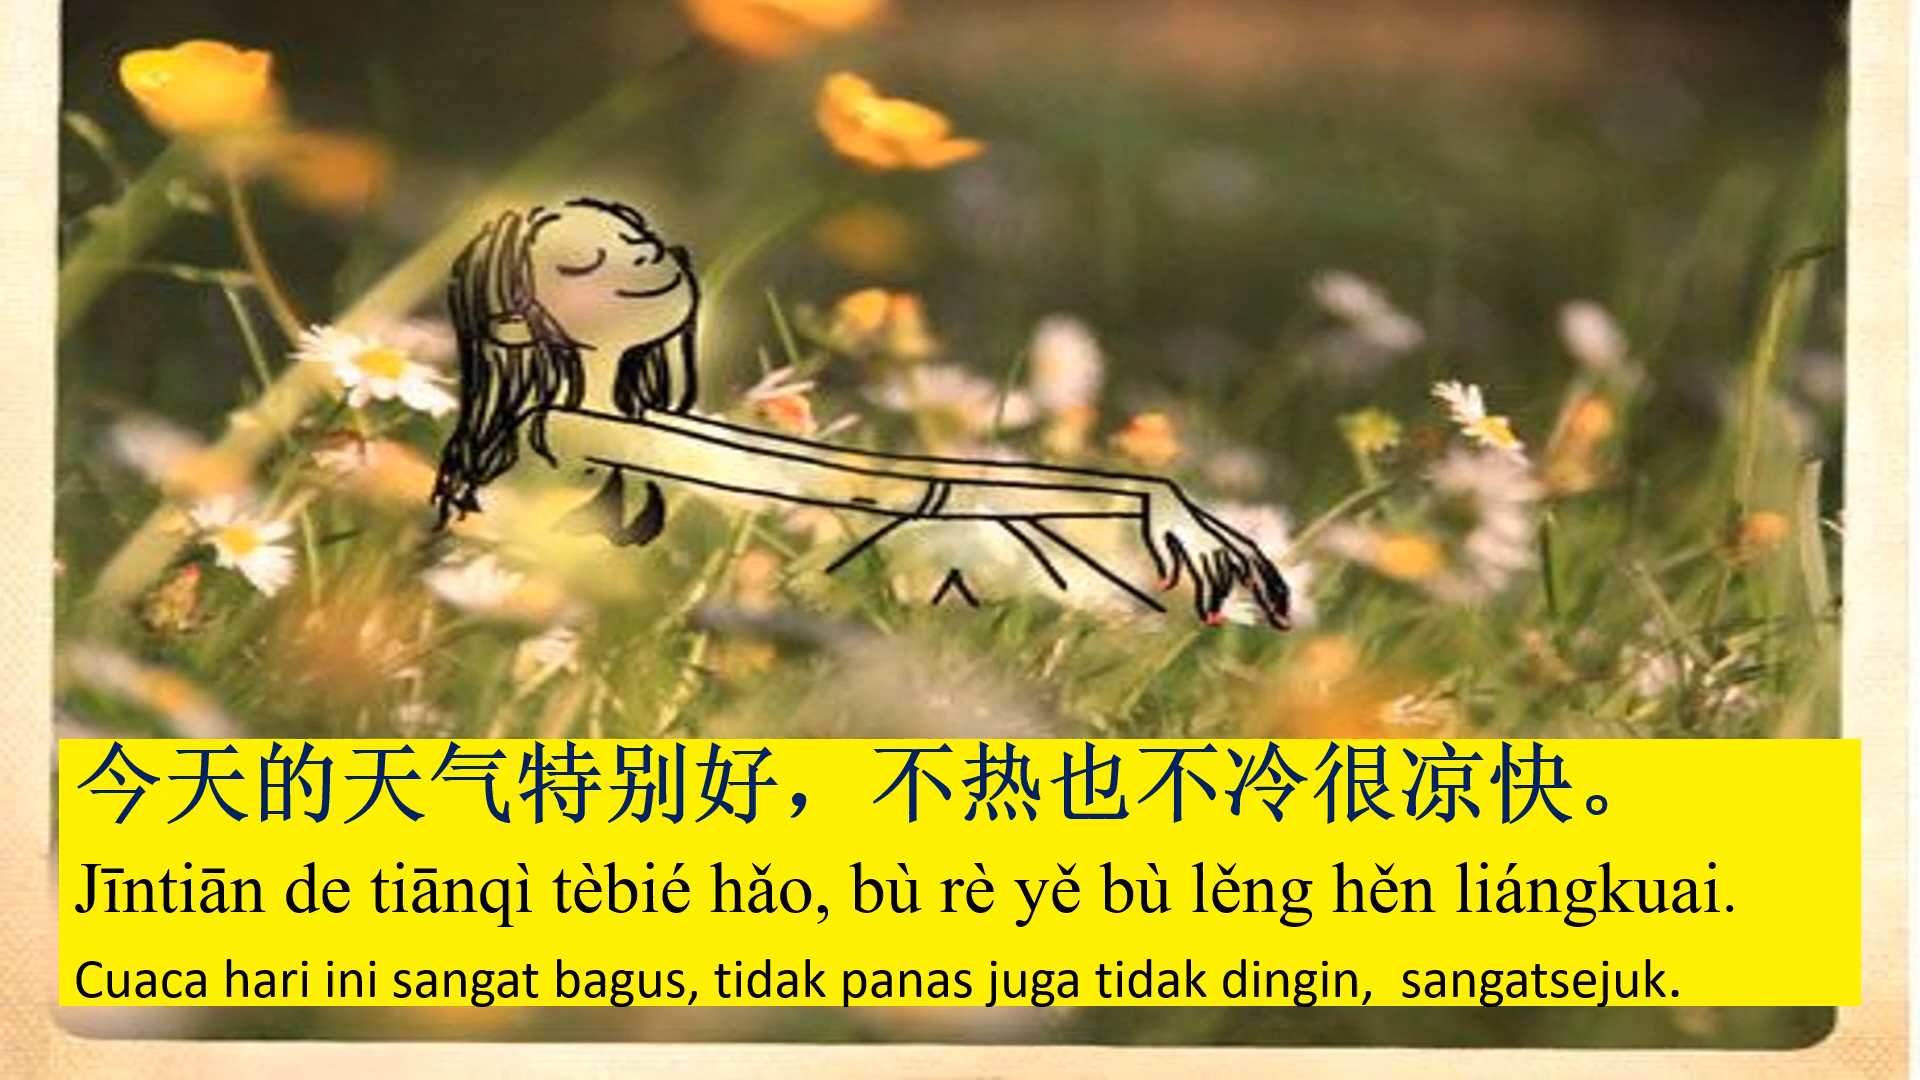 今天的天气特别好，不热也不冷很凉快。
Jīntiān de tiānqì tèbié hǎo, bù rè yě bù lěng hěn liángkuai.
Cuaca hari ini sangat bagus, tidak panas juga tidak dingin,  sangatsejuk.